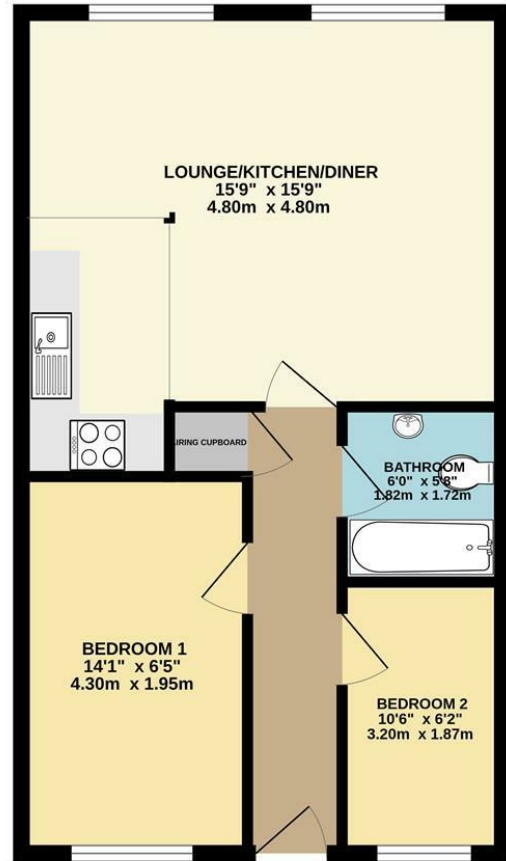 LOUNGE/KITCHEN/DINER
15'9" x 15'9"
4.80m x 4.80m
AIRING CUPBOARD
BATHROOM
6'0" x 5'8"
1.82m x 1.72m
BEDROOM 1
14'1" x 6'5"
4.30m x 1.95m
BEDROOM 2
10'6" x 6'2"
3.20m x 1.87m